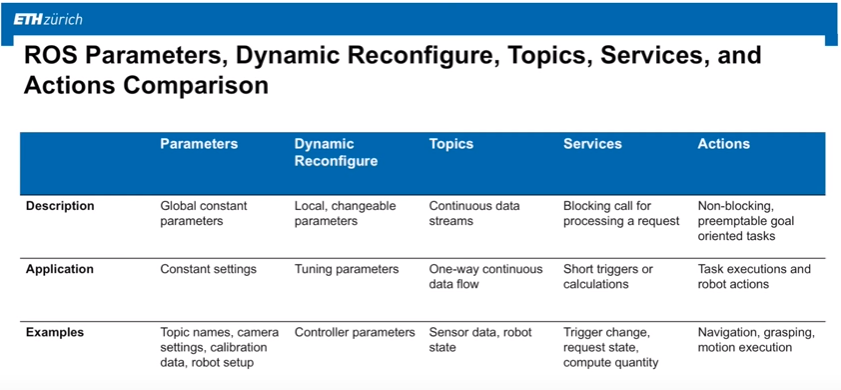 ETH zürich
ROS Parameters, Dynamic Reconfigure, Topics, Services, and
Actions Comparison
Parameters
Dynamic
Reconfigure
Topics
Services
Actions
Description
Global constant
parameters
Local, changeable
parameters
Continuous data
streams
Blocking call for
processing a request
Non-blocking,
preemptable goal
oriented tasks
Application
Constant settings
Tuning parameters
One-way continuous
data flow
Short triggers or
calculations
Task executions and
robot actions
Examples
Topic names, camera
settings, calibration
data, robot setup
Controller parameters
Sensor data, robot
state
Trigger change,
request state,
compute quantity
Navigation, grasping,
motion execution